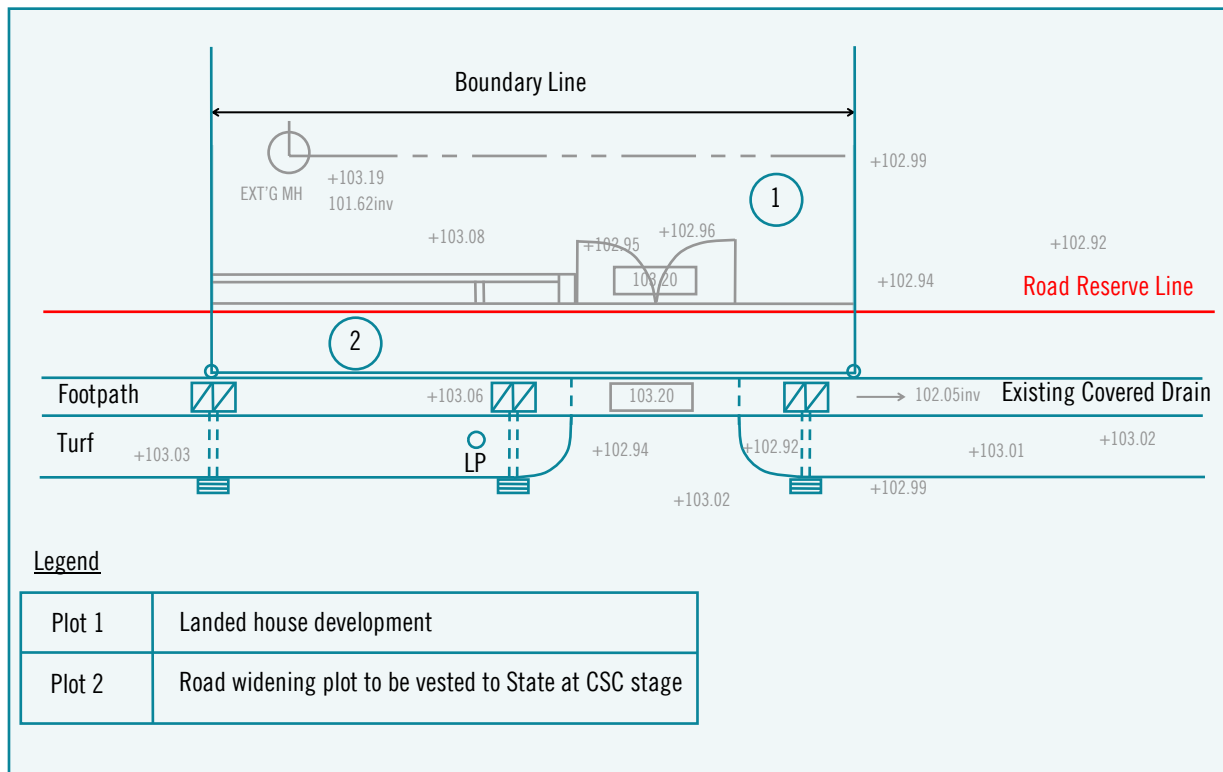 Boundary Line
EXT'G MH
+103.19
101.62inv
1
+102.99
+103.08
+102.95
+102.96
+102.92
103.20
+102.94
Road Reserve Line
2
Footpath
+103.06
103.20
102.05inv
Existing Covered Drain
Turf
+103.03
LP
+102.94
+102.92
+103.01
+103.02
+102.99
+103.02
Legend
Plot 1 Landed house development
Plot 2 Road widening plot to be vested to State at CSC stage